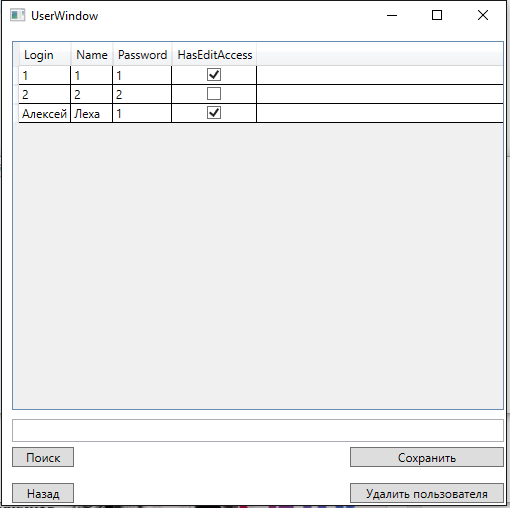 UserWindow
Login Name Password HasEditAccess
1 1 1
2 2 2
Алексей Леха 1
Поиск Сохранить
Назад Удалить пользователя